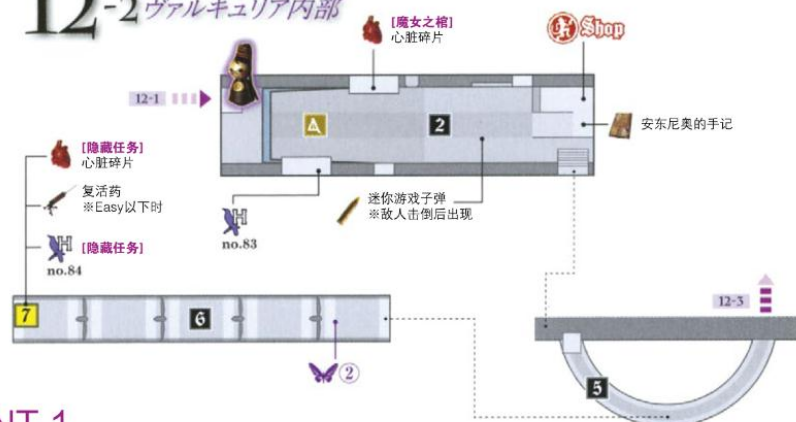 12-2 ヴァルキュリア内部
[魔女之棺]
心脏碎片
Shop
12-1
A
2
安东尼奥的手记
[隐藏任务]
心脏碎片
复活药
※Easy以下时
[隐藏任务]
no.84
H
no.83
迷你游戏子弹
※敌人击倒后出现
7
6
②
12-3
5
NT 1